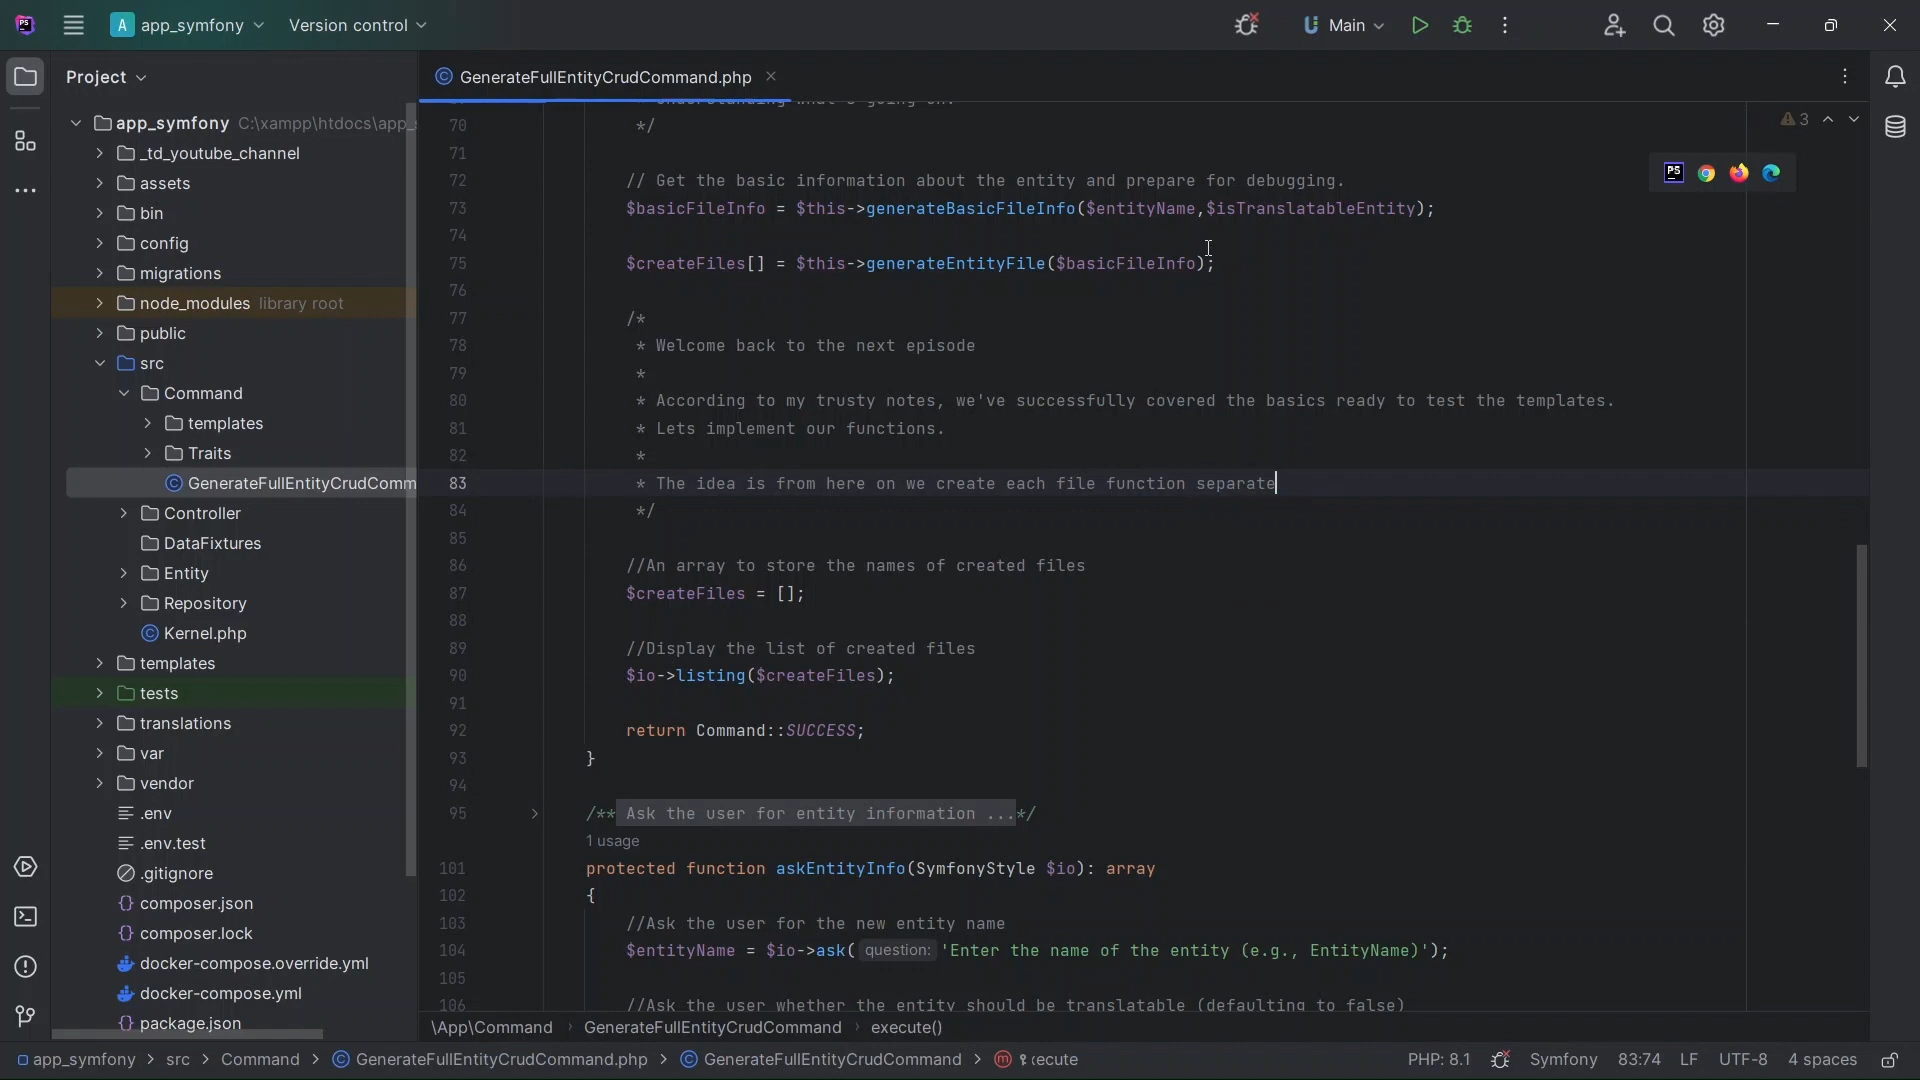 PS
A app_symfony
Version control
Main
Project
app_symfony C:\xampp\htdocs\app_
_td_youtube_channel
assets
bin
config
migrations
node_modules library root
public
src
Command
templates
Traits
GenerateFullEntityCrudComm
Controller
DataFixtures
Entity
Repository
Kernel.php
templates
tests
translations
var
vendor
.env
.env.test
.gitignore
composer.json
composer.lock
docker-compose.override.yml
docker-compose.yml
package.json
GenerateFullEntityCrudCommand.php
3
PS
70 */
71
72 // Get the basic information about the entity and prepare for debugging.
73 $basicFileInfo = $this->generateBasicFileInfo($entityName,$isTranslatableEntity);
74
75 $createFiles[] = $this->generateEntityFile($basicFileInfo);
76
77 /*
78 * Welcome back to the next episode
79 *
80 * According to my trusty notes, we've successfully covered the basics ready to test the templates.
81 * Lets implement our functions.
82 *
83 * The idea is from here on we create each file function separate
84 */
85
86 //An array to store the names of created files
87 $createFiles = [];
88
89 //Display the list of created files
90 $io->listing($createFiles);
91
92 return Command::SUCCESS;
93 }
94
95 /** Ask the user for entity information ...*/
1 usage
101 protected function askEntityInfo(SymfonyStyle $io): array
102 {
103 //Ask the user for the new entity name
104 $entityName = $io->ask( question: 'Enter the name of the entity (e.g., EntityName)');
105
106 //Ask the user whether the entity should be translatable (defaulting to false)
\App\Command › GenerateFullEntityCrudCommand › execute()
app_symfony > src > Command > GenerateFullEntityCrudCommand.php > GenerateFullEntityCrudCommand > ecute
PHP: 8.1 Symfony 83:74 LF UTF-8 4 spaces